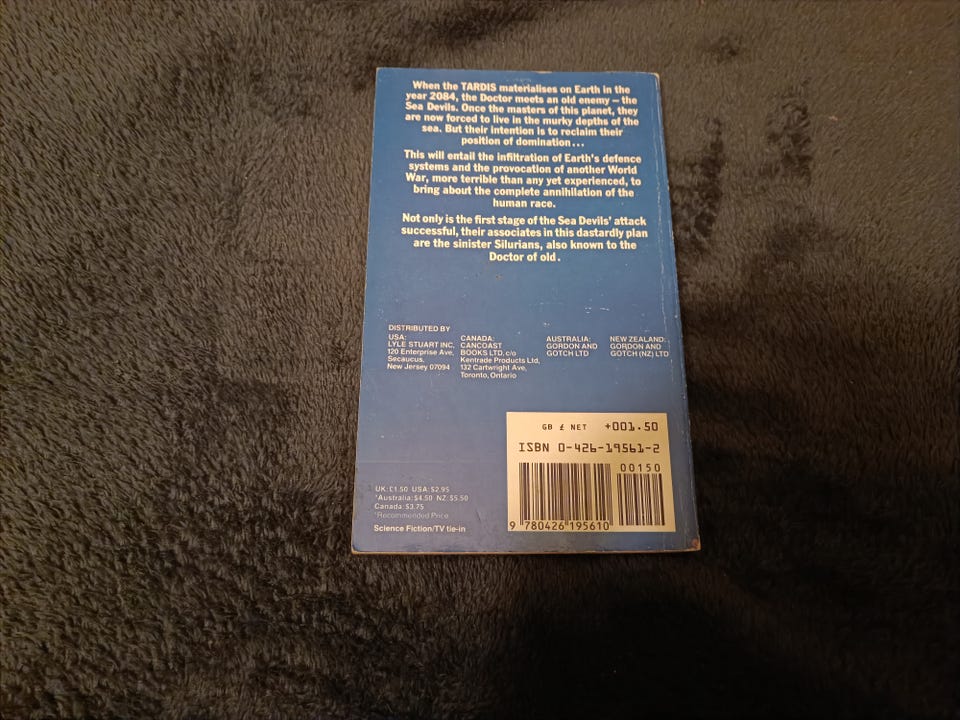 When the TARDIS materialises on Earth in the
year 2084, the Doctor meets an old enemy – the
Sea Devils. Once the masters of this planet, they
are now forced to live in the murky depths of the
sea. But their intention is to reclaim their
position of domination...
This will entail the infiltration of Earth's defence
systems and the provocation of another World
War, more terrible than any yet experienced, to
bring about the complete annihilation of the
human race.
Not only is the first stage of the Sea Devils' attack
successful, their associates in this dastardly plan
are the sinister Silurians, also known to the
Doctor of old.
DISTRIBUTED BY
USA:
LYLE STUART INC,
120 Enterprise Ave,
Secaucus,
New Jersey 07094
CANADA:
CANCOAST
BOOKS LTD, c/o
Kentrade Products Ltd,
132 Cartwright Ave,
Toronto, Ontario
AUSTRALIA:
GORDON AND
GOTCH LTD
NEW ZEALAND:
GORDON AND
GOTCH (NZ) LTD
UK: £1.50 USA: $2.95
*Australia: $4.50 NZ: $5.50
Canada: $3.75
*Recommended Price
Science Fiction/TV tie-in
GB £ NET +001.50
ISBN 0-426-19561-2
00150
9 780426 195610